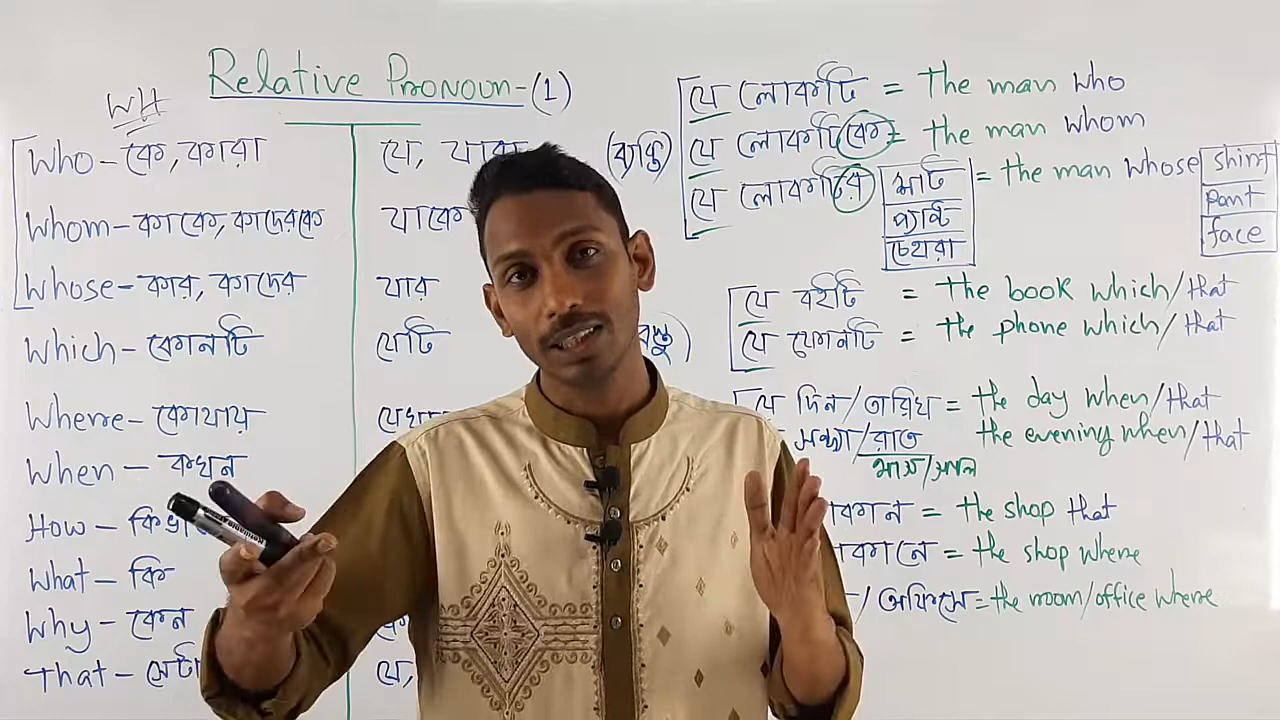 Relative Pronoun-(1)
WH
Who - কে, কারা যে, যারা (ব্যক্তি)
Whom - কাকে, কাদেরকে যাকে
Whose - কার, কাদের যার
Which - কোনটি যেটি
Where - কোথায়
When - কখন
How -
What - কি
Why - কেন
That - সেটা যে,
যে লোকটি = The man who
যে লোকটিকে = the man whom
যে লোকটির শার্ট = the man whose shirt
প্যান্ট pant
চেহারা face
যে বইটি = the book which/that
যে ফোনটি = the phone which/that
যে দিন/তারিখ = the day when/that
সন্ধ্যা/রাতে the evening when/that
মাস/সাল
= the shop that
= the shop where
/ অফিসে = the room/office where